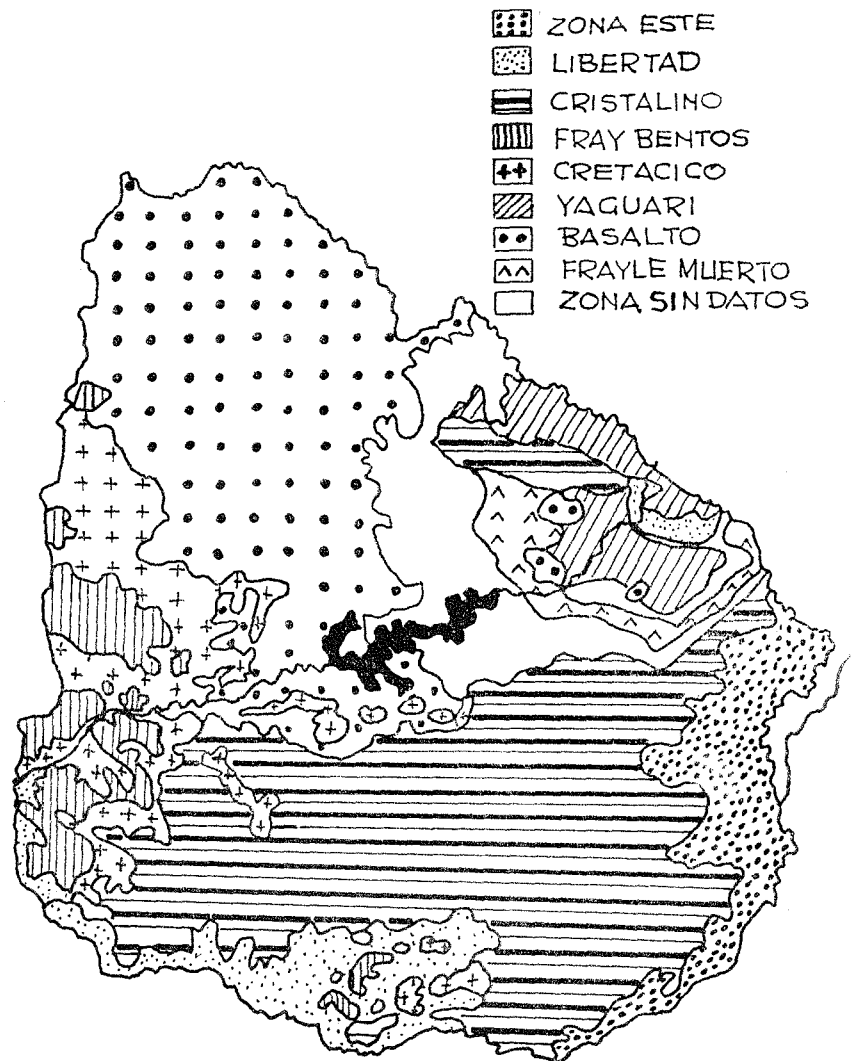 ZONA ESTE
LIBERTAD
CRISTALINO
FRAY BENTOS
CRETACICO
YAGUARI
BASALTO
FRAYLE MUERTO
ZONA SIN DATOS